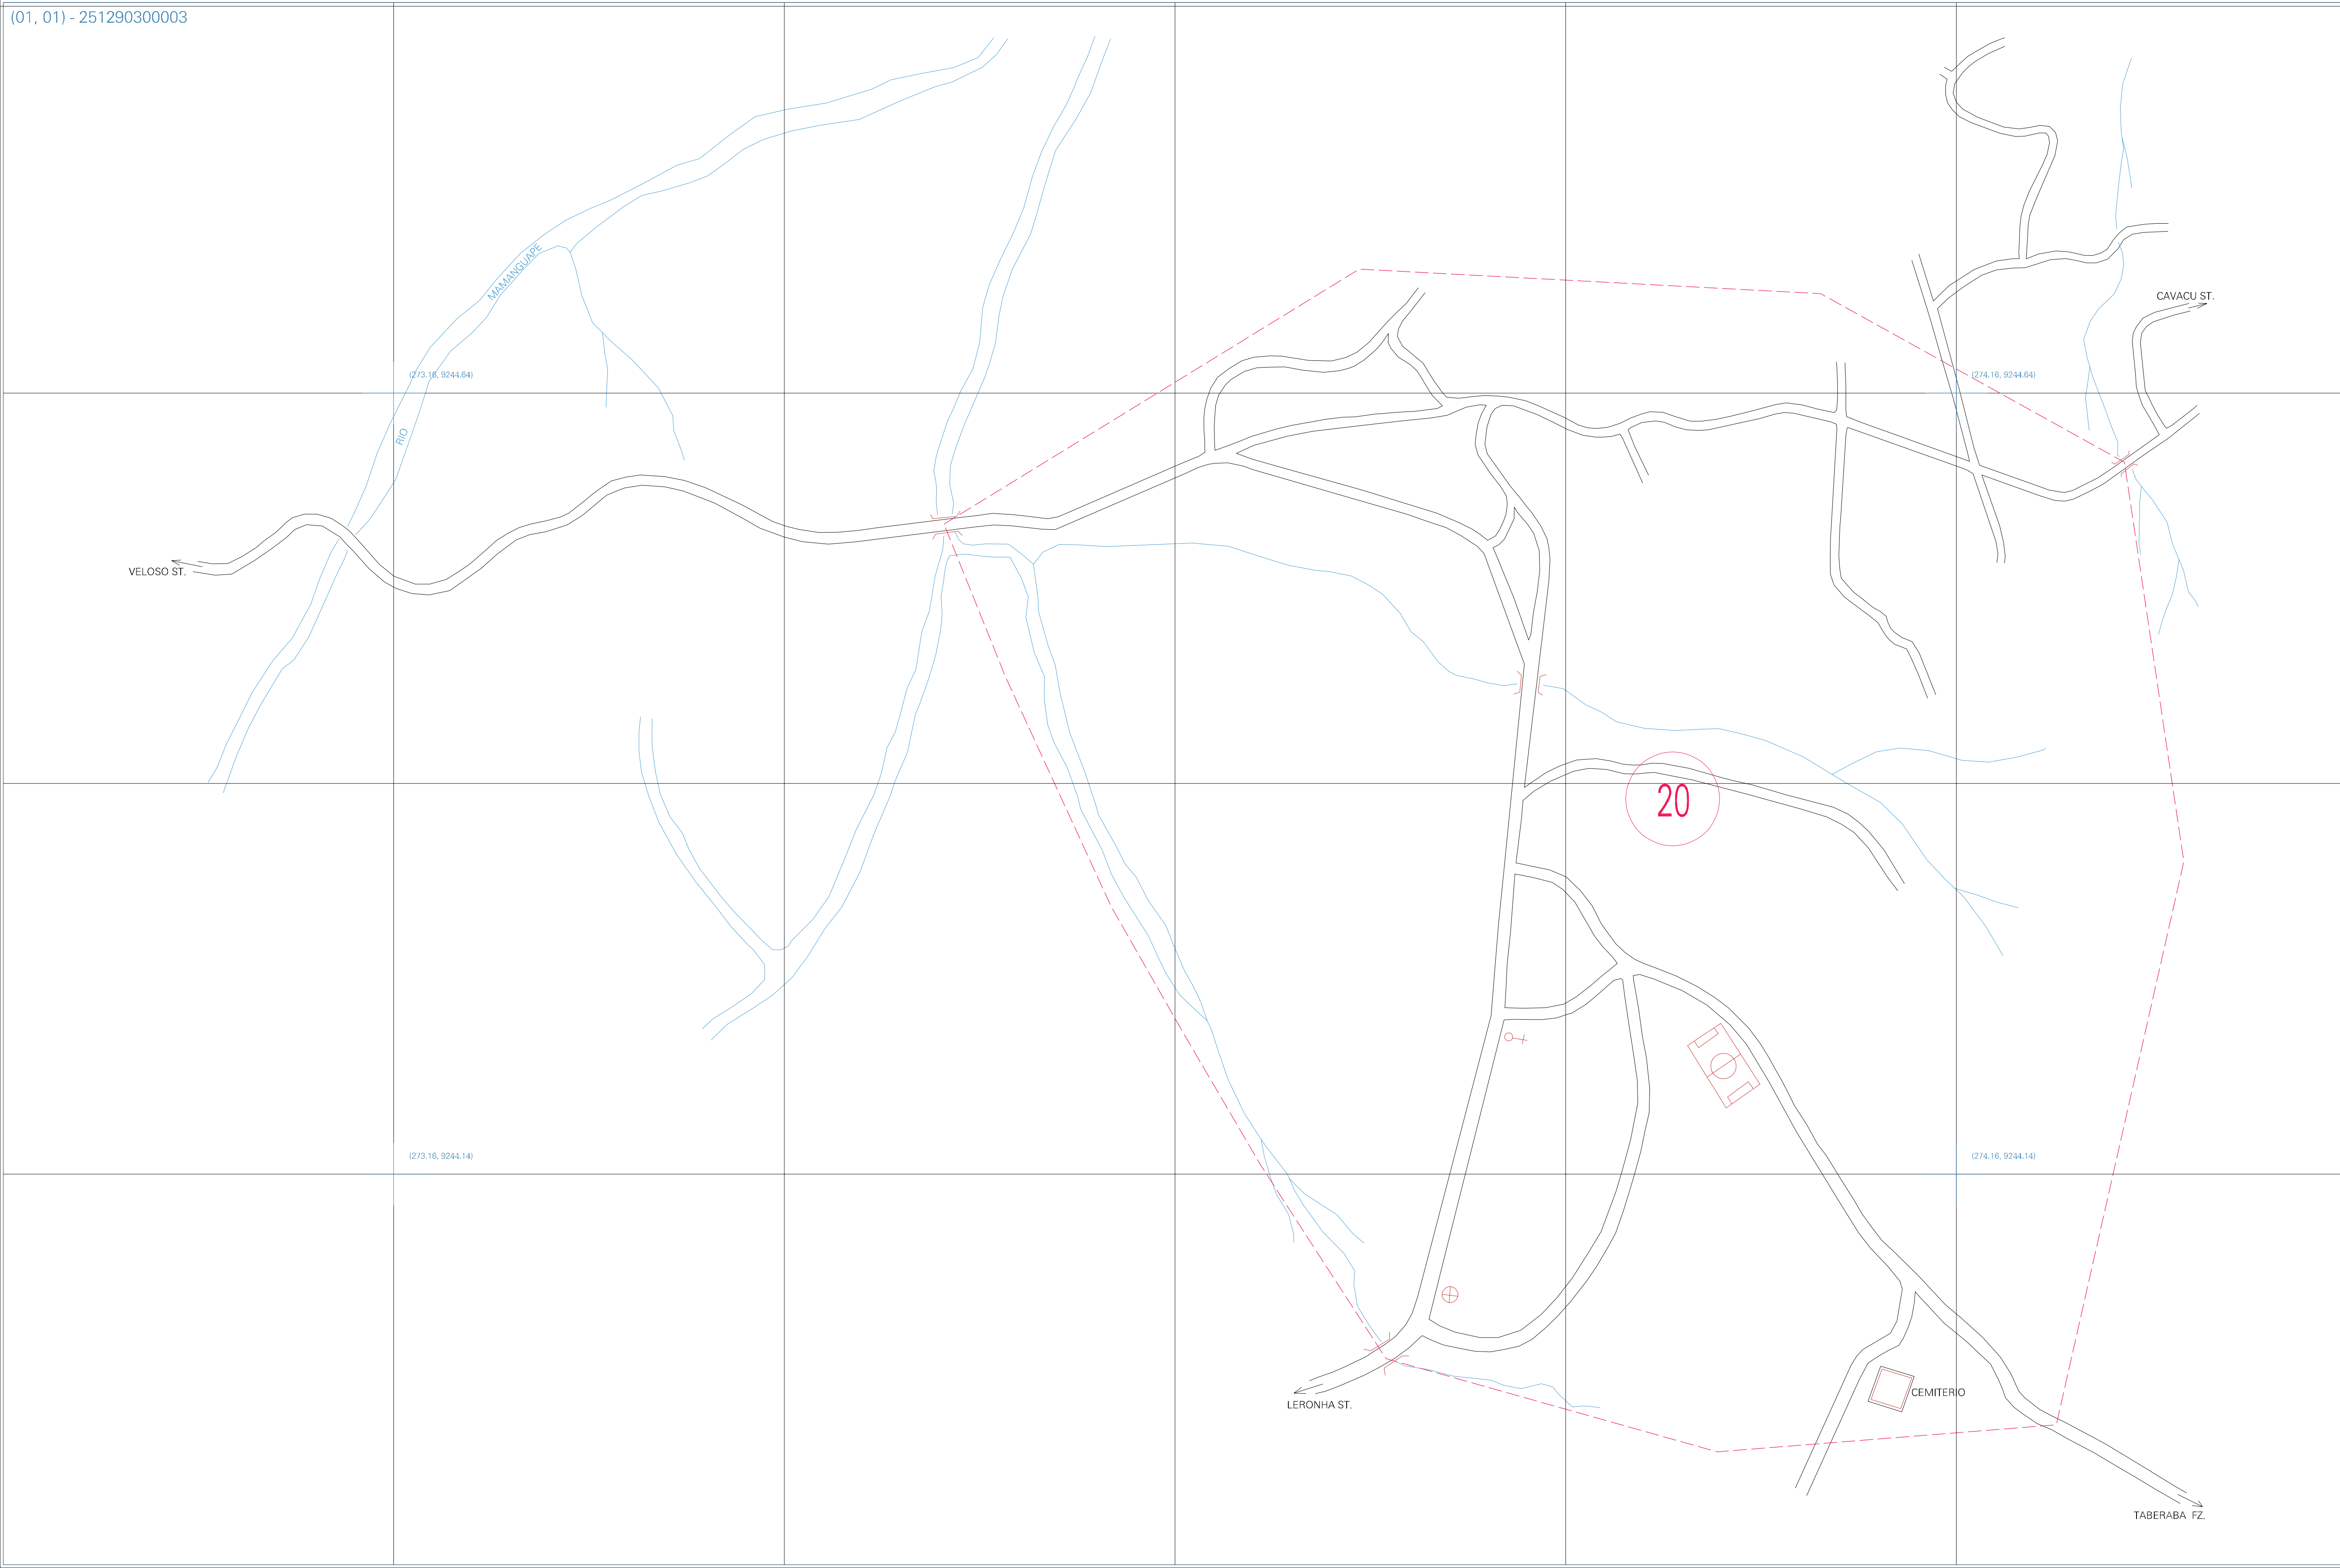 (01, 01) - 251290300003
MAMANGUAPE
CAVACU ST.
(273.16, 9244.64)
(274.16, 9244.64)
RIO
VELOSO ST.
20
(273.16, 9244.14)
(274.16, 9244.14)
CEMITERIO
LERONHA ST.
TABERABA FZ.